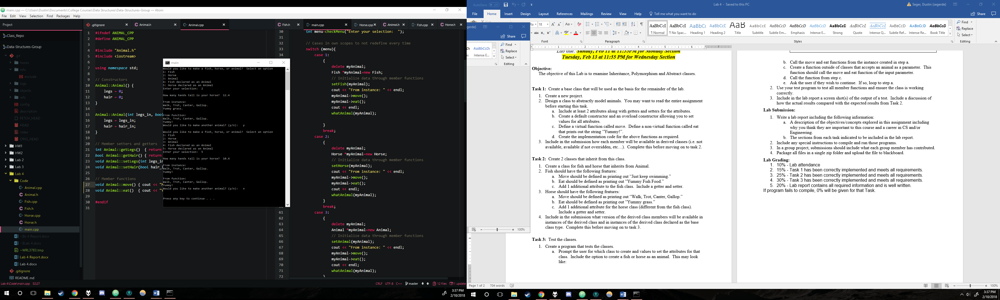 main.cpp — C:\Users\Dustin\Documents\College Courses\Data Structures\Data-Structures-Group — Atom
File Edit View Selection Find Packages Help
Project
Class_Repo
Data-Structures-Group
.git
hooks
info
exclude
logs
objects
refs
config
description
FETCH_HEAD
HEAD
index
ORIG_HEAD
HW1
HW2
Lab 2
Lab 3
Lab 4
Code
Animal.cpp
Animal.h
Fish.cpp
Fish.h
Horse.cpp
Horse.h
main.cpp
~$b 4 Report.docx
~$Lab 4.docx
~WRL3783.tmp
Lab 4 Report.docx
Lab 4.docx
.gitignore
README.md
.gitignore Animal.h Animal.cpp
1 #ifndef ANIMAL_CPP
2 #define ANIMAL_CPP
3
4 #include "Animal.h"
5 #include <iostream>
6
7 using namespace std;
8
9 // Constructors
10 Animal::Animal() {
11 legs = 0;
12 hair = 0;
13 }
14
15 Animal::Animal(int legs_in, bool
16 legs = legs_in;
17 hair = hair_in;
18 }
19
20 // Member setters and getters
21 int Animal::getLegs() { return
22 bool Animal::getHair() { return
23 void Animal::setLegs(int legs_in
24 void Animal::setHair(bool hair_i
25
26 // Member functions
27 void Animal::move() { cout << "M
28 void Animal::eat() { cout << "Y
29
30 #endif
31
main
Would you like to make a fish, horse, or animal? Select an option
1: Fish
2: Horse
3: Animal
4: Fish declared as an Animal
5: Horse declared as an Animal
Enter your selection: 2
How many hands tall is your horse? 12.4
From instance:
Walk, Trot, Canter, Gallop.
Yummy grass.
From function:
Walk, Trot, Canter, Gallop.
Yummy!
Would you like to make another animal? (y/n): y
Would you like to make a fish, horse, or animal? Select an option
1: Fish
2: Horse
3: Animal
4: Fish declared as an Animal
5: Horse declared as an Animal
Enter your selection: 5
How many hands tall is your horse? 10.4
From instance:
Walk, Trot, Canter, Gallop.
Yummy!
From function:
Walk, Trot, Canter, Gallop.
Yummy!
Would you like to make another animal? (y/n): n
Press any key to continue . . .
Fish.h main.cpp Horse.cpp Animal.h Fish.cpp Horse.h
30 int menu=checkMenu("Enter your selection: ");
31
32 // Cases in own scopes to not redefine every time
33 switch (menu){
34 case 1:
{
delete myAnimal;
Fish *myAnimal=new Fish;
// Initialize data through member functions
setFish(myAnimal);
cout << "From instance: " << endl;
myAnimal->move();
myAnimal->eat();
cout << endl;
whatAnimal(myAnimal);
}
break;
case 2:
{
delete myAnimal;
Horse *myAnimal=new Horse;
// Initialize data through member functions
setHorse(myAnimal);
cout << "From instance: " << endl;
myAnimal->move();
myAnimal->eat();
cout << endl;
whatAnimal(myAnimal);
}
break;
61 case 3:
62 {
63 delete myAnimal;
64 Animal *myAnimal=new Animal;
65 // Initialize data through member functions
66 setAnimal(myAnimal);
67 cout << "From instance: " << endl;
68 myAnimal->move();
69 myAnimal->eat();
70 cout << endl;
71 whatAnimal(myAnimal);
72 }
Lab 4\Code\main.cpp 52:27
CRLF UTF-8 C++ master 12 files 1 update
3:37 PM
2/10/2018
AutoSave Off
Lab 4 - Saved to this PC
Seger, Dustin (segerde)
File Home Insert Design Layout References Mailings Review View Help Tell me what you want to do Share
18
Font Paragraph Styles Editing
AaBbCcI ¶ Normal
AaBbCcI ¶ No Spac...
AaBbC Heading 1
AaBbCcI Heading 2
AaB Title
AaBbCcD Subtitle
AaBbCcD Subtle Em...
AaBbCcD Emphasis
AaBbCcD Intense E...
AaBbCcD Strong
AaBbCcI Quote
AaBbCcI Intense Q...
AaBbCcD Subtle Ref...
AaBbCcD Intense Re...
AaBbCcD Book Title
Find
Replace
Select
gerde)
Share
AaBbCcDt
Intense E...
Find
Replace
Select
Editing
100%
Lab due: Sunday, Feb 11 at 11:55PM for Monday Section
Tuesday, Feb 13 at 11:55 PM for Wednesday Section
Objective:
The objective of this Lab is to examine Inheritance, Polymorphism and Abstract classes.
Task 1: Create a base class that will be used as the basis for the remainder of the lab.
1. Create a new project.
2. Design a class to abstractly model animals. You may want to read the entire assignment
before starting this task.
a. Include at least 2 attributes along with getters and setters for the attributes.
b. Create a default constructor and an overload constructor allowing you to set
values for all attributes.
c. Define a virtual function called move. Define a non-virtual function called eat
that prints out the string “Yummy!”.
d. Create the implementation code for the above functions as required.
3. Include in the submission how each member will be available in derived classes (i.e. not
available, available if not overridden, etc…). Complete this before moving on to task 2.
Task 2: Create 2 classes that inherit from this class.
1. Create a class for fish and horse that inherits from Animal.
2. Fish should have the following features:
a. Move should be defined as printing out “Just keep swimming.”
b. Eat should be defined as printing out “Yummy Fish Food.”
c. Add 1 additional attribute to the fish class. Include a getter and setter.
3. Horse should have the following features:
a. Move should be defined as printing out “Walk, Trot, Canter, Gallop.”
b. Eat should be defined as printing out “Yummy grass.”
c. Add 1 additional attribute for the horse class (different from the fish class).
Include a getter and setter.
4. Include in the submission what version of the derived class members will be available in
instances of the derived class and in instances of the derived class declared as the base
class type. Complete this before moving on to task 3.
Task 3: Test the classes.
1. Create a program that tests the classes.
a. Prompt the user for which class to create and values to set the attributes for that
class. Include the option to create a fish or horse as an animal. This may look
like:
b. Call the move and eat functions from the instance created in step a.
c. Create a function outside of classes that accepts an animal as a parameter. This
function should call the move and eat function of the input parameter.
d. Call the function from step c.
e. Ask the user if they wish to continue. If so, loop to step a.
2. Use your test program to test all member functions and ensure the class is working
correctly.
3. Include in the lab report a screen shot(s) of the output of a test. Include a discussion of
how the actual results compared with the expected results from Task 2.
Lab Submission:
1. Write a lab report including the following information:
a. A description of the objectives/concepts explored in this assignment including
why you think they are important to this course and a career in CS and/or
Engineering.
b. The sections from each task indicated to be included in the lab report.
2. Include any special instructions to compile and run those programs.
3. In a group project, submissions should include what each group member has contributed.
4. Package all files in a single zip folder and upload the file to blackboard.
Lab Grading:
1. 10% - Lab attendance
2. 15% - Task 1 has been correctly implemented and meets all requirements.
3. 25% - Task 2 has been correctly implemented and meets all requirements.
4. 30% - Task 3 has been correctly implemented and meets all requirements.
5. 20% - Lab report contains all required information and is well written.
If program fails to compile, 0% will be given for that Task.
Page 1 of 2 704 words
100%
3:37 PM
2/10/2018